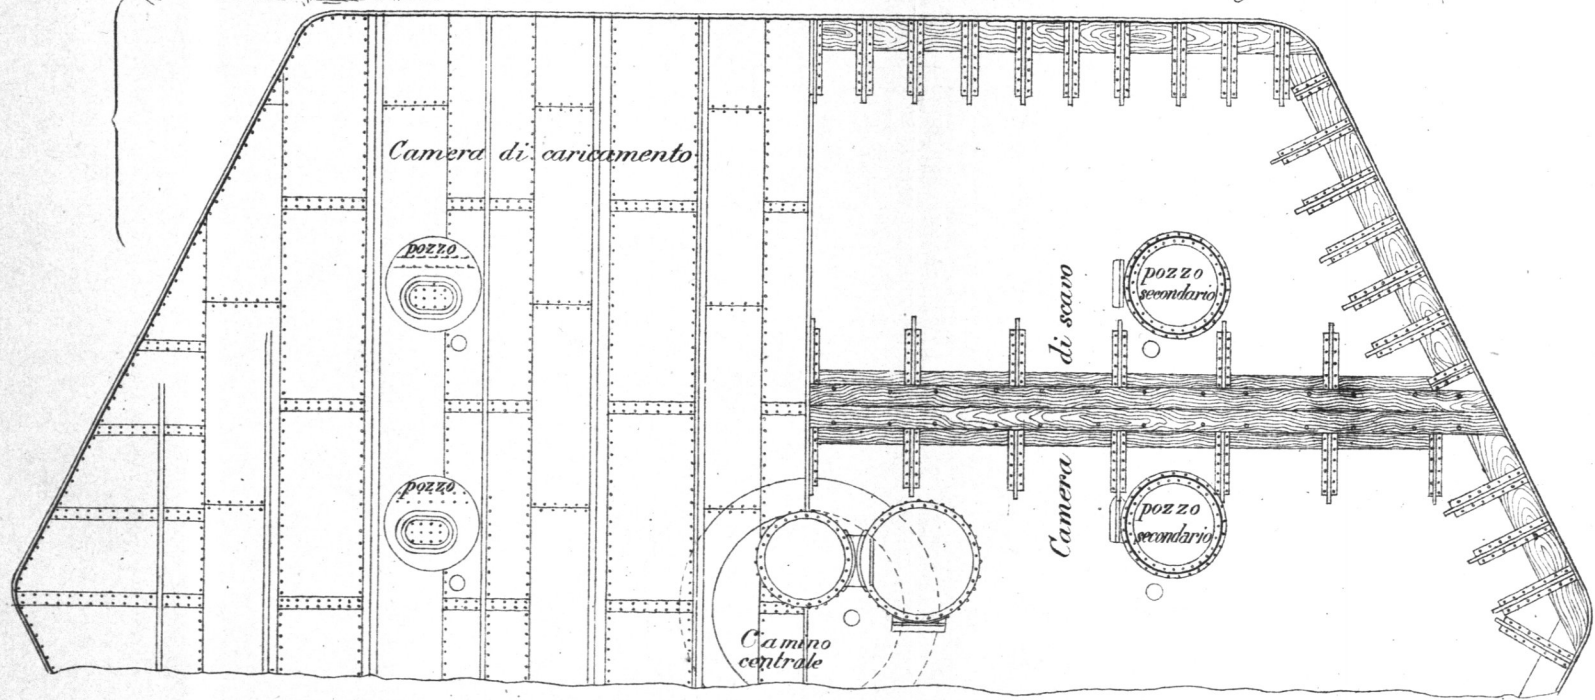 Camera di caricamento
pozzo
pozzo
Camera di scavo
pozzo
secondario
pozzo
secondario
Camino
centrale